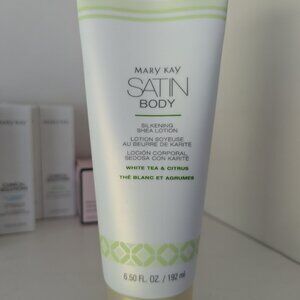 MARY KAY
SATIN
BODY
SILKENING
SHEA LOTION
LOTION SOYEUSE
AU BEURRE DE KARITÉ
LOCIÓN CORPORAL
SEDOSA CON KARITÉ
WHITE TEA & CITRUS
THÉ BLANC ET AGRUMES
6.50 FL. OZ. / 192 ml